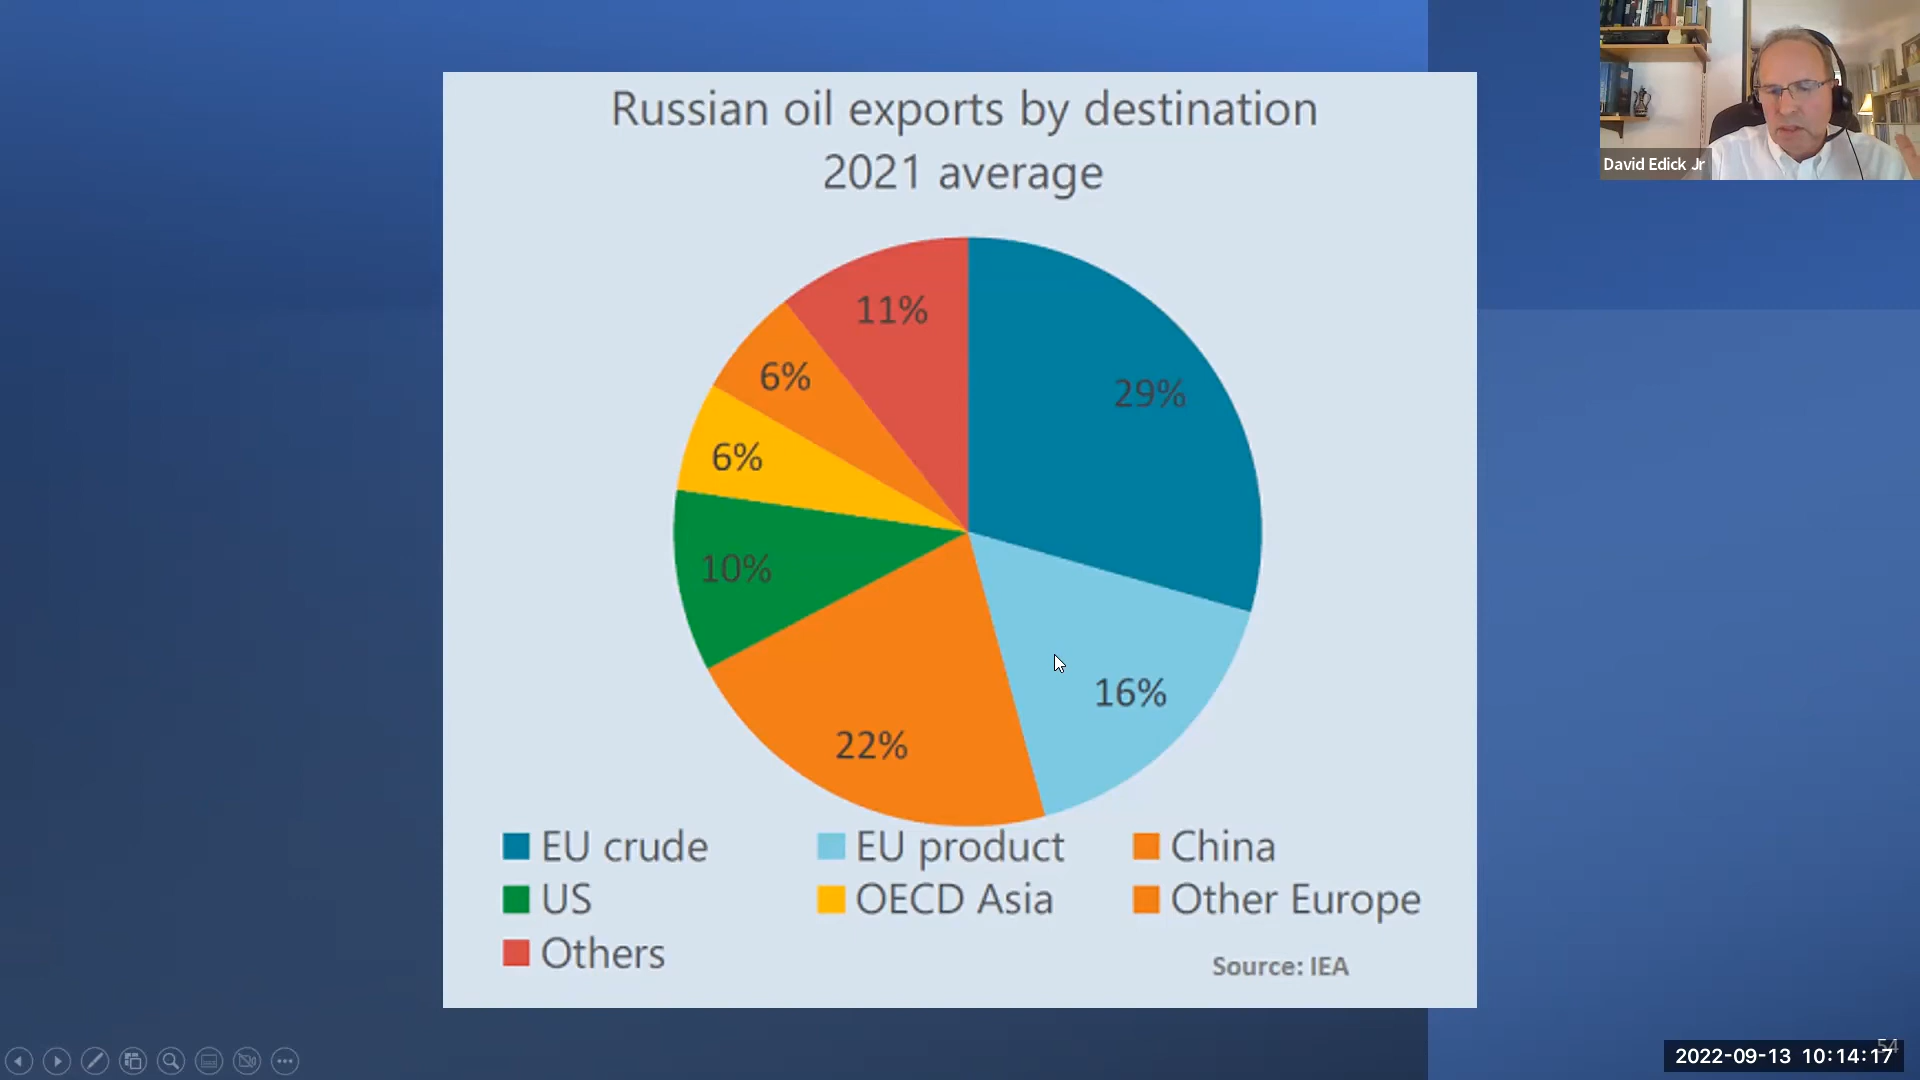 Russian oil exports by destination
2021 average
11%
29%
6%
6%
10%
16%
22%
EU crude
EU product
China
US
OECD Asia
Other Europe
Others
Source: IEA
David Edick Jr
54
2022-09-13 10:14:17